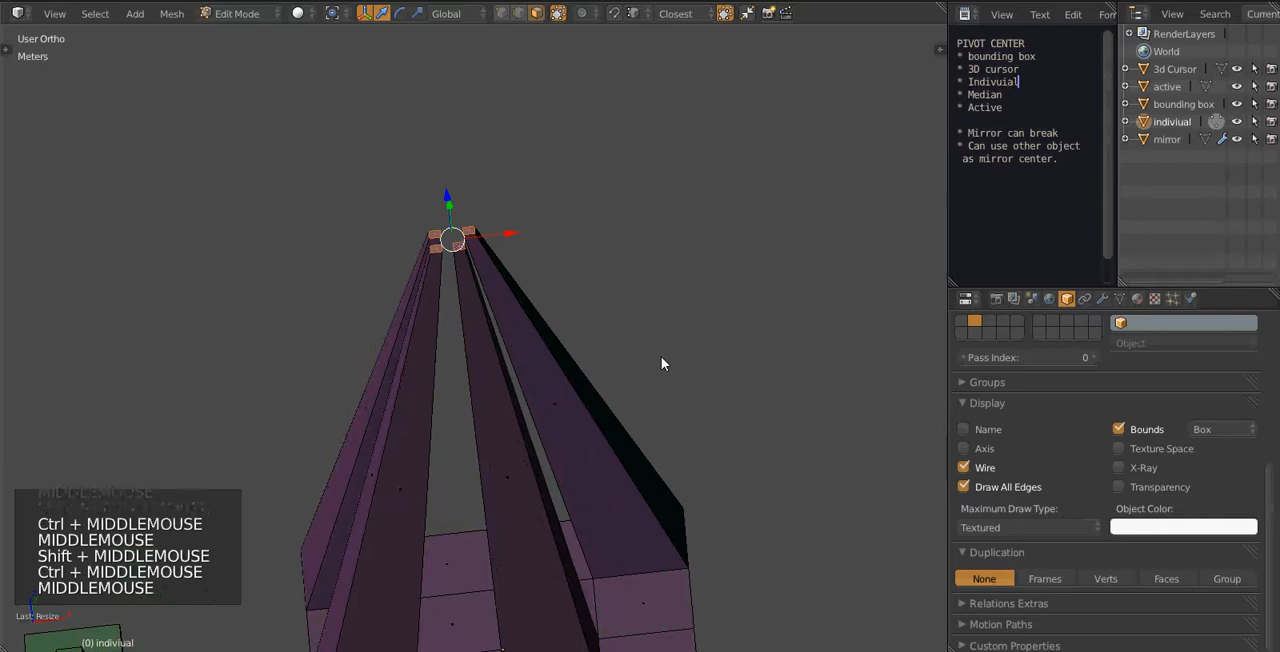 View Select Add Mesh Edit Mode Global Closest
User Ortho
Meters
View Text Edit For
PIVOT CENTER
* bounding box
* 3D cursor
* Indivuial
* Median
* Active
* Mirror can break
* Can use other object
as mirror center.
View Search Current
RenderLayers
World
3d Cursor
active
bounding box
indiviual
mirror
Object
Pass Index: 0
Groups
Display
Name
Bounds Box
Axis
Texture Space
Wire
X-Ray
Draw All Edges
Transparency
Maximum Draw Type:
Object Color:
Textured
Duplication
None Frames Verts Faces Group
Relations Extras
Motion Paths
Custom Properties
MIDDLEMOUSE
Ctrl + MIDDLEMOUSE
MIDDLEMOUSE
Shift + MIDDLEMOUSE
Ctrl + MIDDLEMOUSE
MIDDLEMOUSE
Last: Resize
(0) indiviual